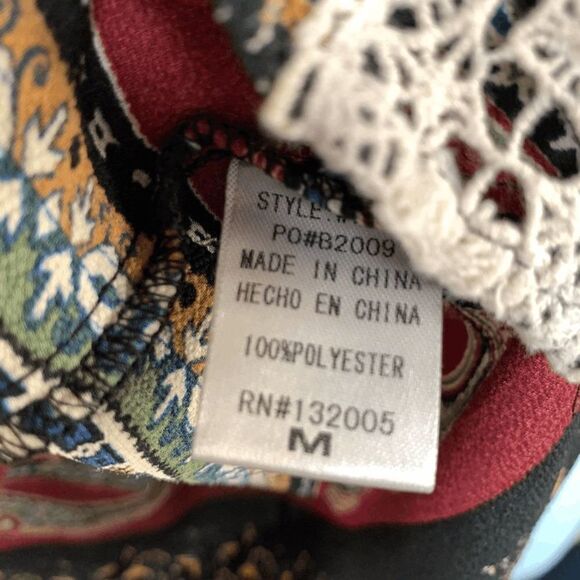 STYLE:#
PO#B2009
MADE IN CHINA
HECHO EN CHINA
100%POLYESTER
RN#132005
M